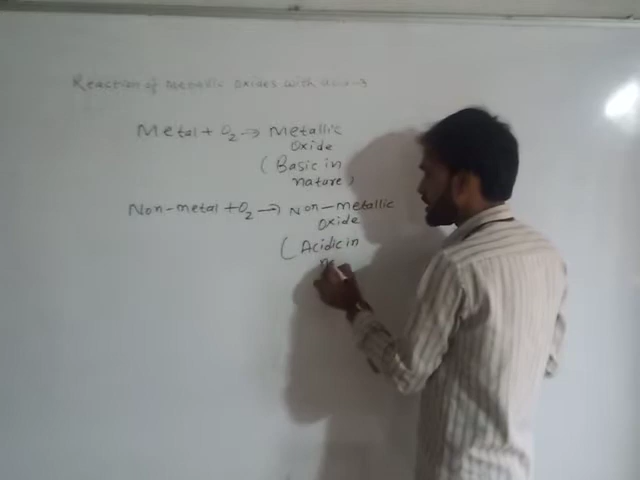 Reaction of metallic oxides with
Metal + O2 → Metallic
oxide
(Basic in
nature)
Non-metal + O2 → Non-metallic
oxide
(Acidic in